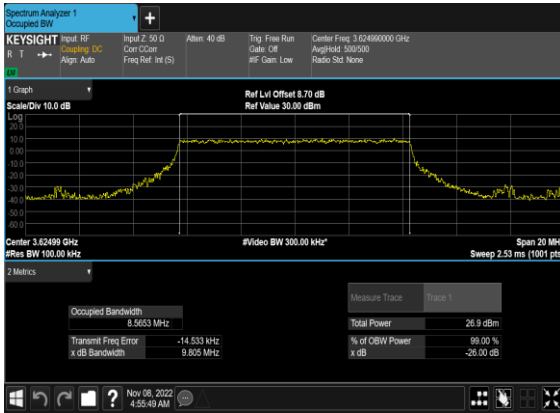 Spectrum Analyzer 1
Occupied BW
+
KEYSIGHT
R T
Input: RF
Coupling: DC
Align: Auto
Input Z: 50 Ω
Corr CCorr
Freq Ref: Int (S)
Atten: 40 dB
Trig: Free Run
Gate: Off
#IF Gain: Low
Center Freq: 3.624990000 GHz
Avg|Hold: 500/500
Radio Std: None
1 Graph
Scale/Div 10.0 dB
Ref Lvl Offset 8.70 dB
Ref Value 30.00 dBm
Log
20.0
10.0
0.00
-10.0
-20.0
-30.0
-40.0
-50.0
-60.0
Center 3.62499 GHz
#Res BW 100.00 kHz
#Video BW 300.00 kHz*
Span 20 MH
Sweep 2.53 ms (1001 pts
2 Metrics
Measure Trace
Trace 1
Occupied Bandwidth
8.5653 MHz
Total Power
26.9 dBm
Transmit Freq Error
-14.533 kHz
% of OBW Power
99.00 %
x dB Bandwidth
9.805 MHz
x dB
-26.00 dB
?
Nov 08, 2022
4:55:49 AM